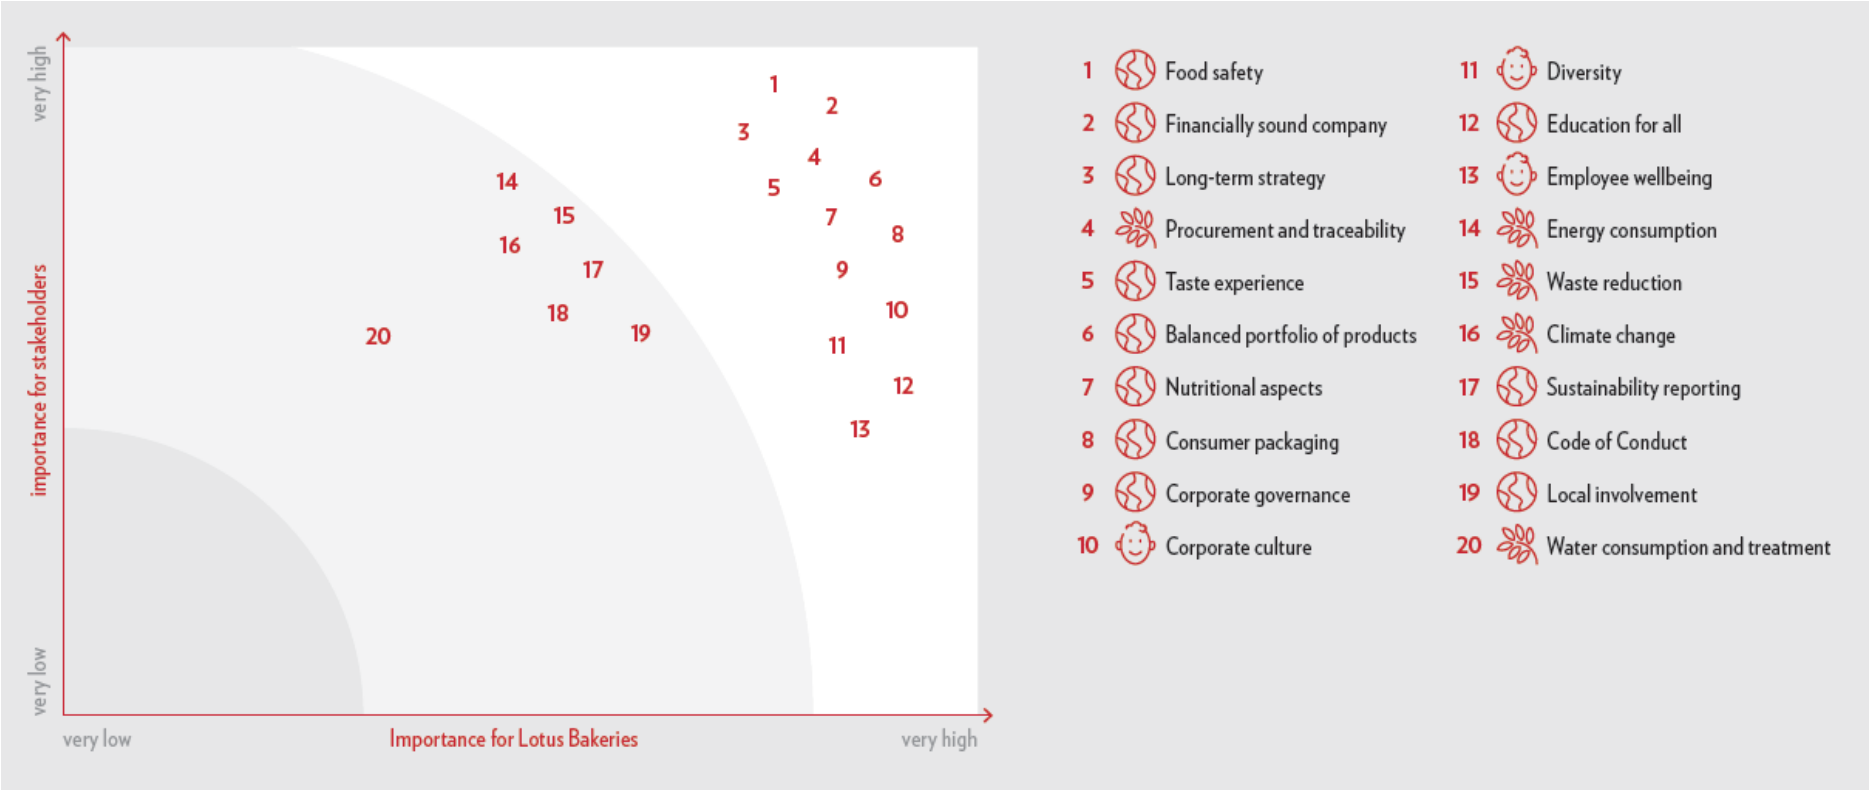 very high
importance for stakeholders
very low
1
2
3
4
5
6
7
8
9
10
11
12
13
14
15
16
17
18
19
20
very low
Importance for Lotus Bakeries
very high
1 Food safety
2 Financially sound company
3 Long-term strategy
4 Procurement and traceability
5 Taste experience
6 Balanced portfolio of products
7 Nutritional aspects
8 Consumer packaging
9 Corporate governance
10 Corporate culture
11 Diversity
12 Education for all
13 Employee wellbeing
14 Energy consumption
15 Waste reduction
16 Climate change
17 Sustainability reporting
18 Code of Conduct
19 Local involvement
20 Water consumption and treatment